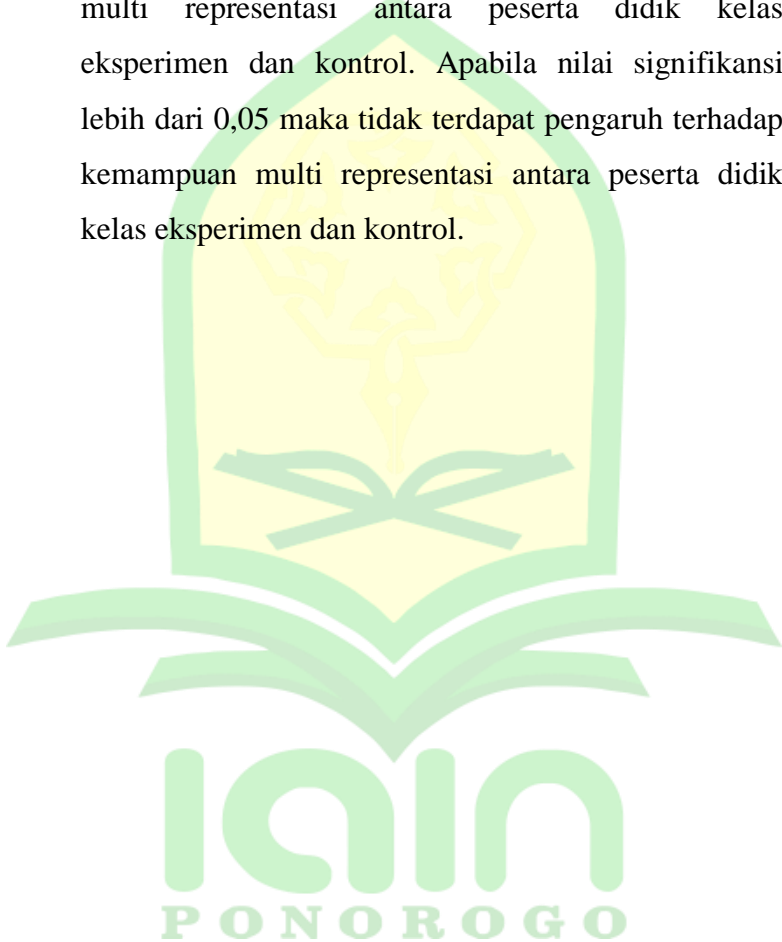 multi representasi antara peserta didik kelas
eksperimen dan kontrol. Apabila nilai signifikansi
lebih dari 0,05 maka tidak terdapat pengaruh terhadap
kemampuan multi representasi antara peserta didik
kelas eksperimen dan kontrol.
iain
PONOROGO